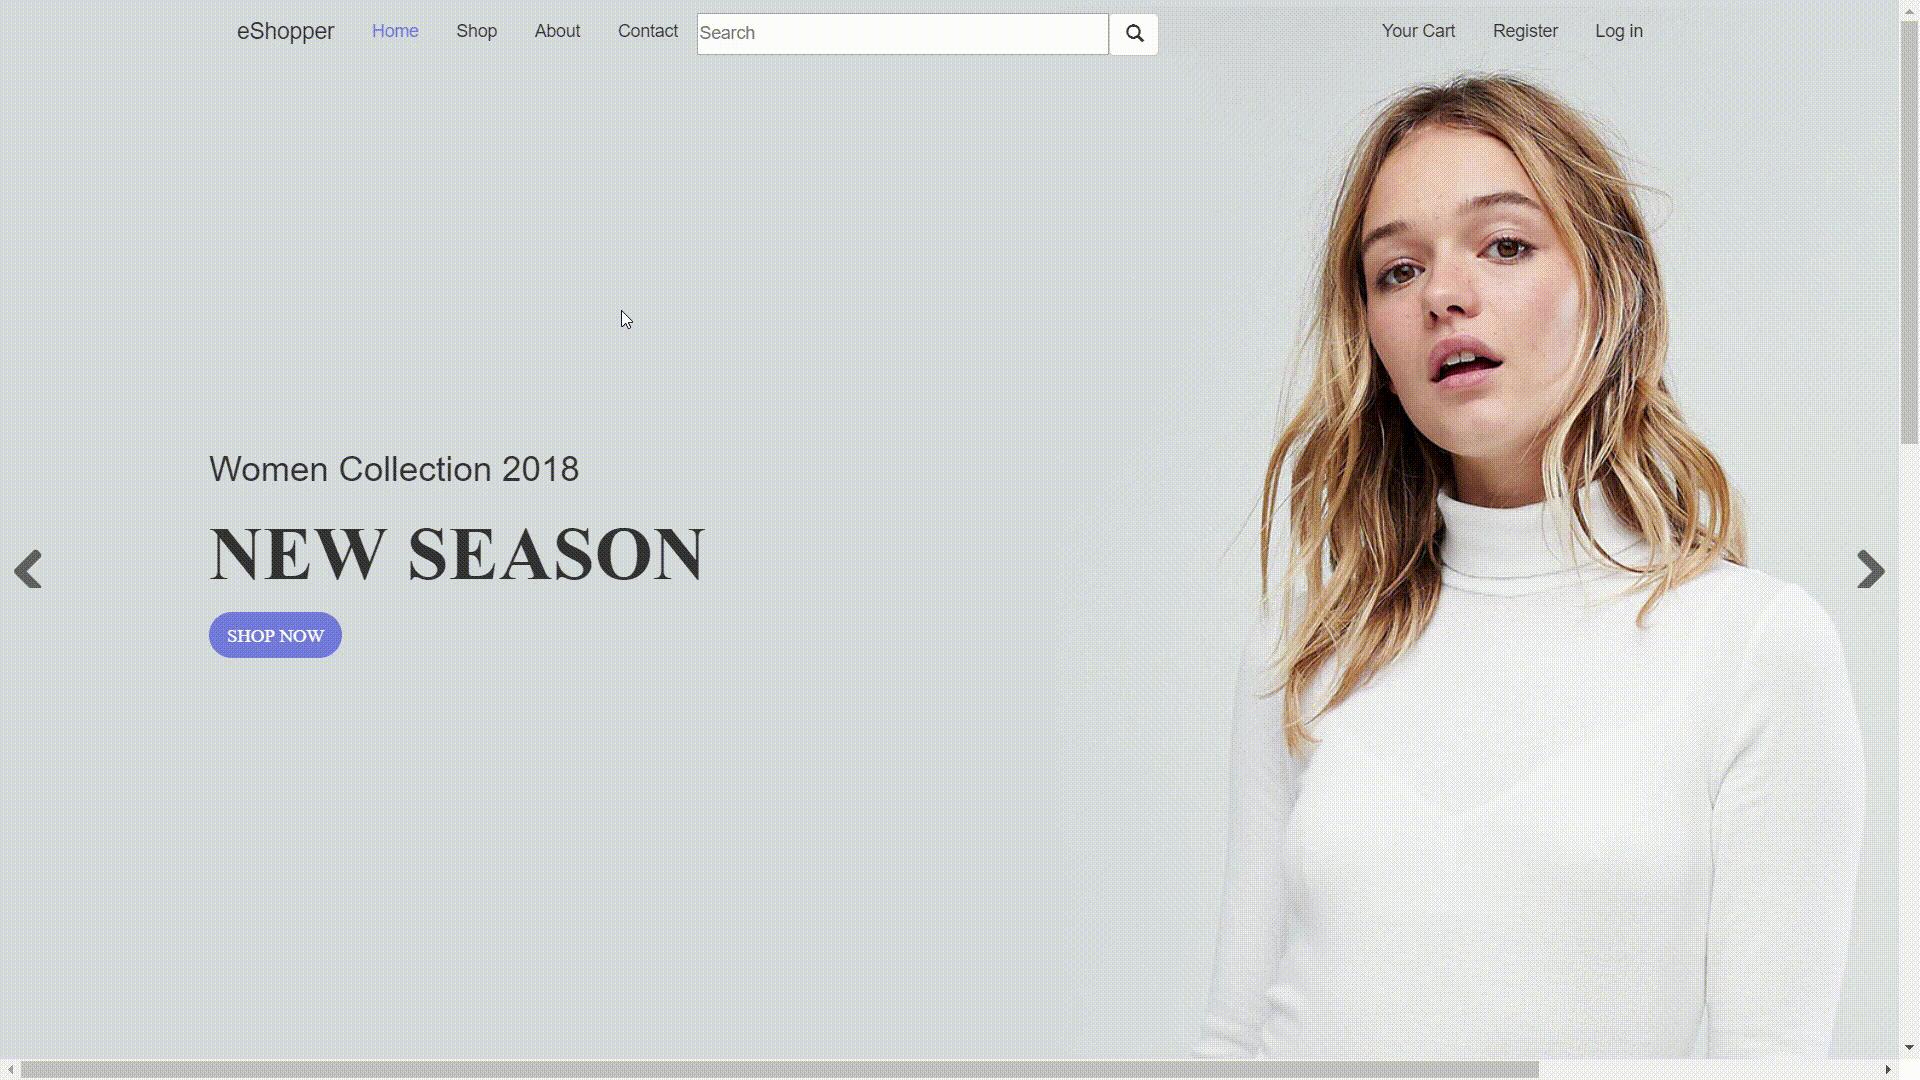 eShopper Home Shop About Contact Search Your Cart Register Log in
Women Collection 2018
NEW SEASON
SHOP NOW